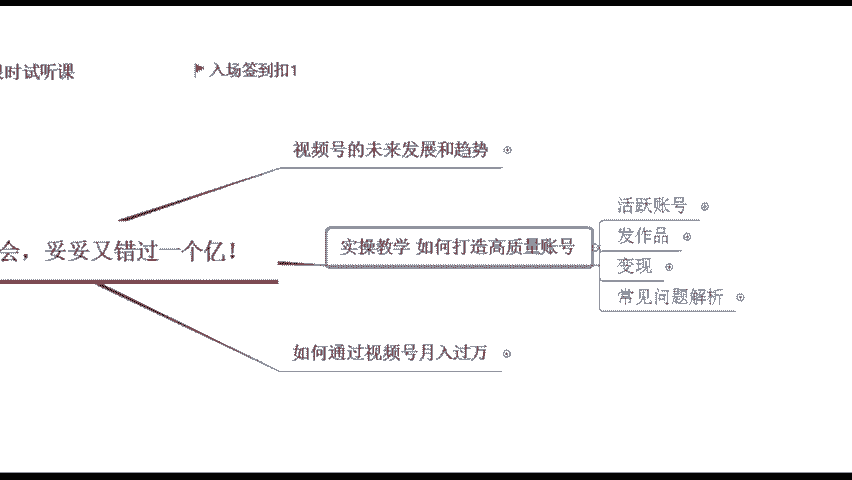 时试听课
入场签到扣1
视频号的未来发展和趋势
活跃账号
发作品
会，妥妥又错过一个亿！
实操教学 如何打造高质量账号
变现
常见问题解析
如何通过视频号月入过万